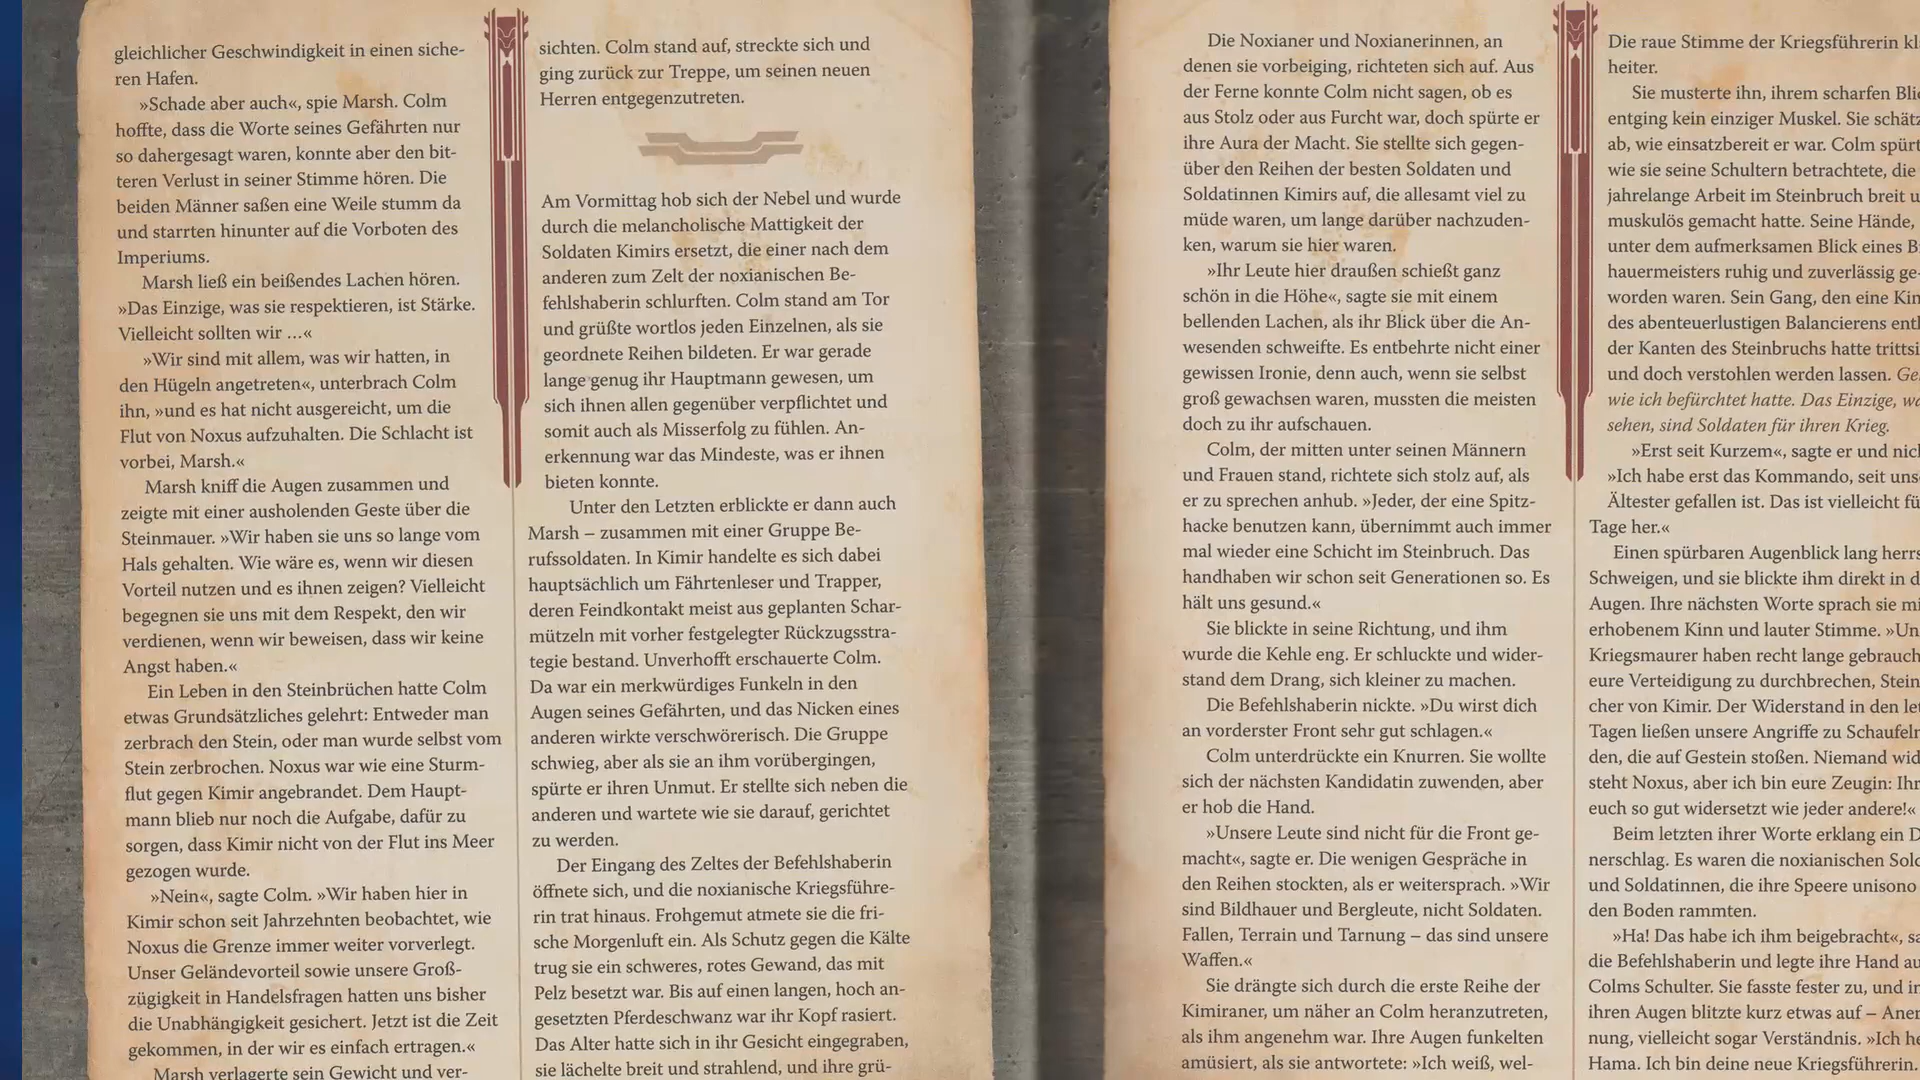 gleichlicher Geschwindigkeit in einen siche-
ren Hafen.
»Schade aber auch«, spie Marsh. Colm
hoffte, dass die Worte seines Gefährten nur
so dahergesagt waren, konnte aber den bit-
teren Verlust in seiner Stimme hören. Die
beiden Männer saßen eine Weile stumm da
und starrten hinunter auf die Vorboten des
Imperiums.
Marsh ließ ein beißendes Lachen hören.
»Das Einzige, was sie respektieren, ist Stärke.
Vielleicht sollten wir ...«
»Wir sind mit allem, was wir hatten, in
den Hügeln angetreten«, unterbrach Colm
ihn, »und es hat nicht ausgereicht, um die
Flut von Noxus aufzuhalten. Die Schlacht ist
vorbei, Marsh.«
Marsh kniff die Augen zusammen und
zeigte mit einer ausholenden Geste über die
Steinmauer. »Wir haben sie uns so lange vom
Hals gehalten. Wie wäre es, wenn wir diesen
Vorteil nutzen und es ihnen zeigen? Vielleicht
begegnen sie uns mit dem Respekt, den wir
verdienen, wenn wir beweisen, dass wir keine
Angst haben.«
Ein Leben in den Steinbrüchen hatte Colm
etwas Grundsätzliches gelehrt: Entweder man
zerbrach den Stein, oder man wurde selbst vom
Stein zerbrochen. Noxus war wie eine Sturm-
flut gegen Kimir angebrandet. Dem Haupt-
mann blieb nur noch die Aufgabe, dafür zu
sorgen, dass Kimir nicht von der Flut ins Meer
gezogen wurde.
»Nein«, sagte Colm. »Wir haben hier in
Kimir schon seit Jahrzehnten beobachtet, wie
Noxus die Grenze immer weiter vorverlegt.
Unser Geländevorteil sowie unsere Groß-
zügigkeit in Handelsfragen hatten uns bisher
die Unabhängigkeit gesichert. Jetzt ist die Zeit
gekommen, in der wir es einfach ertragen.«
Marsh verlagerte sein Gewicht und ver-
sichten. Colm stand auf, streckte sich und
ging zurück zur Treppe, um seinen neuen
Herren entgegenzutreten.
Am Vormittag hob sich der Nebel und wurde
durch die melancholische Mattigkeit der
Soldaten Kimirs ersetzt, die einer nach dem
anderen zum Zelt der noxianischen Be-
fehlshaberin schlurften. Colm stand am Tor
und grüßte wortlos jeden Einzelnen, als sie
geordnete Reihen bildeten. Er war gerade
lange genug ihr Hauptmann gewesen, um
sich ihnen allen gegenüber verpflichtet und
somit auch als Misserfolg zu fühlen. An-
erkennung war das Mindeste, was er ihnen
bieten konnte.
Unter den Letzten erblickte er dann auch
Marsh – zusammen mit einer Gruppe Be-
rufssoldaten. In Kimir handelte es sich dabei
hauptsächlich um Fährtenleser und Trapper,
deren Feindkontakt meist aus geplanten Schar-
mützeln mit vorher festgelegter Rückzugsstra-
tegie bestand. Unverhofft erschauerte Colm.
Da war ein merkwürdiges Funkeln in den
Augen seines Gefährten, und das Nicken eines
anderen wirkte verschwörerisch. Die Gruppe
schwieg, aber als sie an ihm vorübergingen,
spürte er ihren Unmut. Er stellte sich neben die
anderen und wartete wie sie darauf, gerichtet
zu werden.
Der Eingang des Zeltes der Befehlshaberin
öffnete sich, und die noxianische Kriegsführe-
rin trat hinaus. Frohgemut atmete sie die fri-
sche Morgenluft ein. Als Schutz gegen die Kälte
trug sie ein schweres, rotes Gewand, das mit
Pelz besetzt war. Bis auf einen langen, hoch an-
gesetzten Pferdeschwanz war ihr Kopf rasiert.
Das Alter hatte sich in ihr Gesicht eingegraben,
sie lächelte breit und strahlend, und ihre grü-
Die Noxianer und Noxianerinnen, an
denen sie vorbeiging, richteten sich auf. Aus
der Ferne konnte Colm nicht sagen, ob es
aus Stolz oder aus Furcht war, doch spürte er
ihre Aura der Macht. Sie stellte sich gegen-
über den Reihen der besten Soldaten und
Soldatinnen Kimirs auf, die allesamt viel zu
müde waren, um lange darüber nachzuden-
ken, warum sie hier waren.
»Ihr Leute hier draußen schießt ganz
schön in die Höhe«, sagte sie mit einem
bellenden Lachen, als ihr Blick über die An-
wesenden schweifte. Es entbehrte nicht einer
gewissen Ironie, denn auch, wenn sie selbst
groß gewachsen waren, mussten die meisten
doch zu ihr aufschauen.
Colm, der mitten unter seinen Männern
und Frauen stand, richtete sich stolz auf, als
er zu sprechen anhub. »Jeder, der eine Spitz-
hacke benutzen kann, übernimmt auch immer
mal wieder eine Schicht im Steinbruch. Das
handhaben wir schon seit Generationen so. Es
hält uns gesund.«
Sie blickte in seine Richtung, und ihm
wurde die Kehle eng. Er schluckte und wider-
stand dem Drang, sich kleiner zu machen.
Die Befehlshaberin nickte. »Du wirst dich
an vorderster Front sehr gut schlagen.«
Colm unterdrückte ein Knurren. Sie wollte
sich der nächsten Kandidatin zuwenden, aber
er hob die Hand.
»Unsere Leute sind nicht für die Front ge-
macht«, sagte er. Die wenigen Gespräche in
den Reihen stockten, als er weitersprach. »Wir
sind Bildhauer und Bergleute, nicht Soldaten.
Fallen, Terrain und Tarnung – das sind unsere
Waffen.«
Sie drängte sich durch die erste Reihe der
Kimiraner, um näher an Colm heranzutreten,
als ihm angenehm war. Ihre Augen funkelten
amüsiert, als sie antwortete: »Ich weiß, wel-
Die raue Stimme der Kriegsführerin kl
heiter.
Sie musterte ihn, ihrem scharfen Blic
entging kein einziger Muskel. Sie schätz
ab, wie einsatzbereit er war. Colm spürt
wie sie seine Schultern betrachtete, die
jahrelange Arbeit im Steinbruch breit u
muskulös gemacht hatte. Seine Hände,
unter dem aufmerksamen Blick eines B
hauermeisters ruhig und zuverlässig ge-
worden waren. Sein Gang, den eine Kin
des abenteuerlustigen Balancierens entl
der Kanten des Steinbruchs hatte trittsi
und doch verstohlen werden lassen. Ge
wie ich befürchtet hatte. Das Einzige, wa
sehen, sind Soldaten für ihren Krieg.
»Erst seit Kurzem«, sagte er und nick
»Ich habe erst das Kommando, seit uns
Ältester gefallen ist. Das ist vielleicht fü
Tage her.«
Einen spürbaren Augenblick lang herrs
Schweigen, und sie blickte ihm direkt in d
Augen. Ihre nächsten Worte sprach sie mi
erhobenem Kinn und lauter Stimme. »Un
Kriegsmaurer haben recht lange gebrauch
eure Verteidigung zu durchbrechen, Stein
cher von Kimir. Der Widerstand in den let
Tagen ließen unsere Angriffe zu Schaufeln
den, die auf Gestein stoßen. Niemand wid
steht Noxus, aber ich bin eure Zeugin: Ihr
euch so gut widersetzt wie jeder andere!«
Beim letzten ihrer Worte erklang ein D
nerschlag. Es waren die noxianischen Sold
und Soldatinnen, die ihre Speere unisono
den Boden rammten.
»Ha! Das habe ich ihm beigebracht«, sa
die Befehlshaberin und legte ihre Hand au
Colms Schulter. Sie fasste fester zu, und in
ihren Augen blitzte kurz etwas auf – Aner
nung, vielleicht sogar Verständnis. »Ich he
Hama. Ich bin deine neue Kriegsführerin.